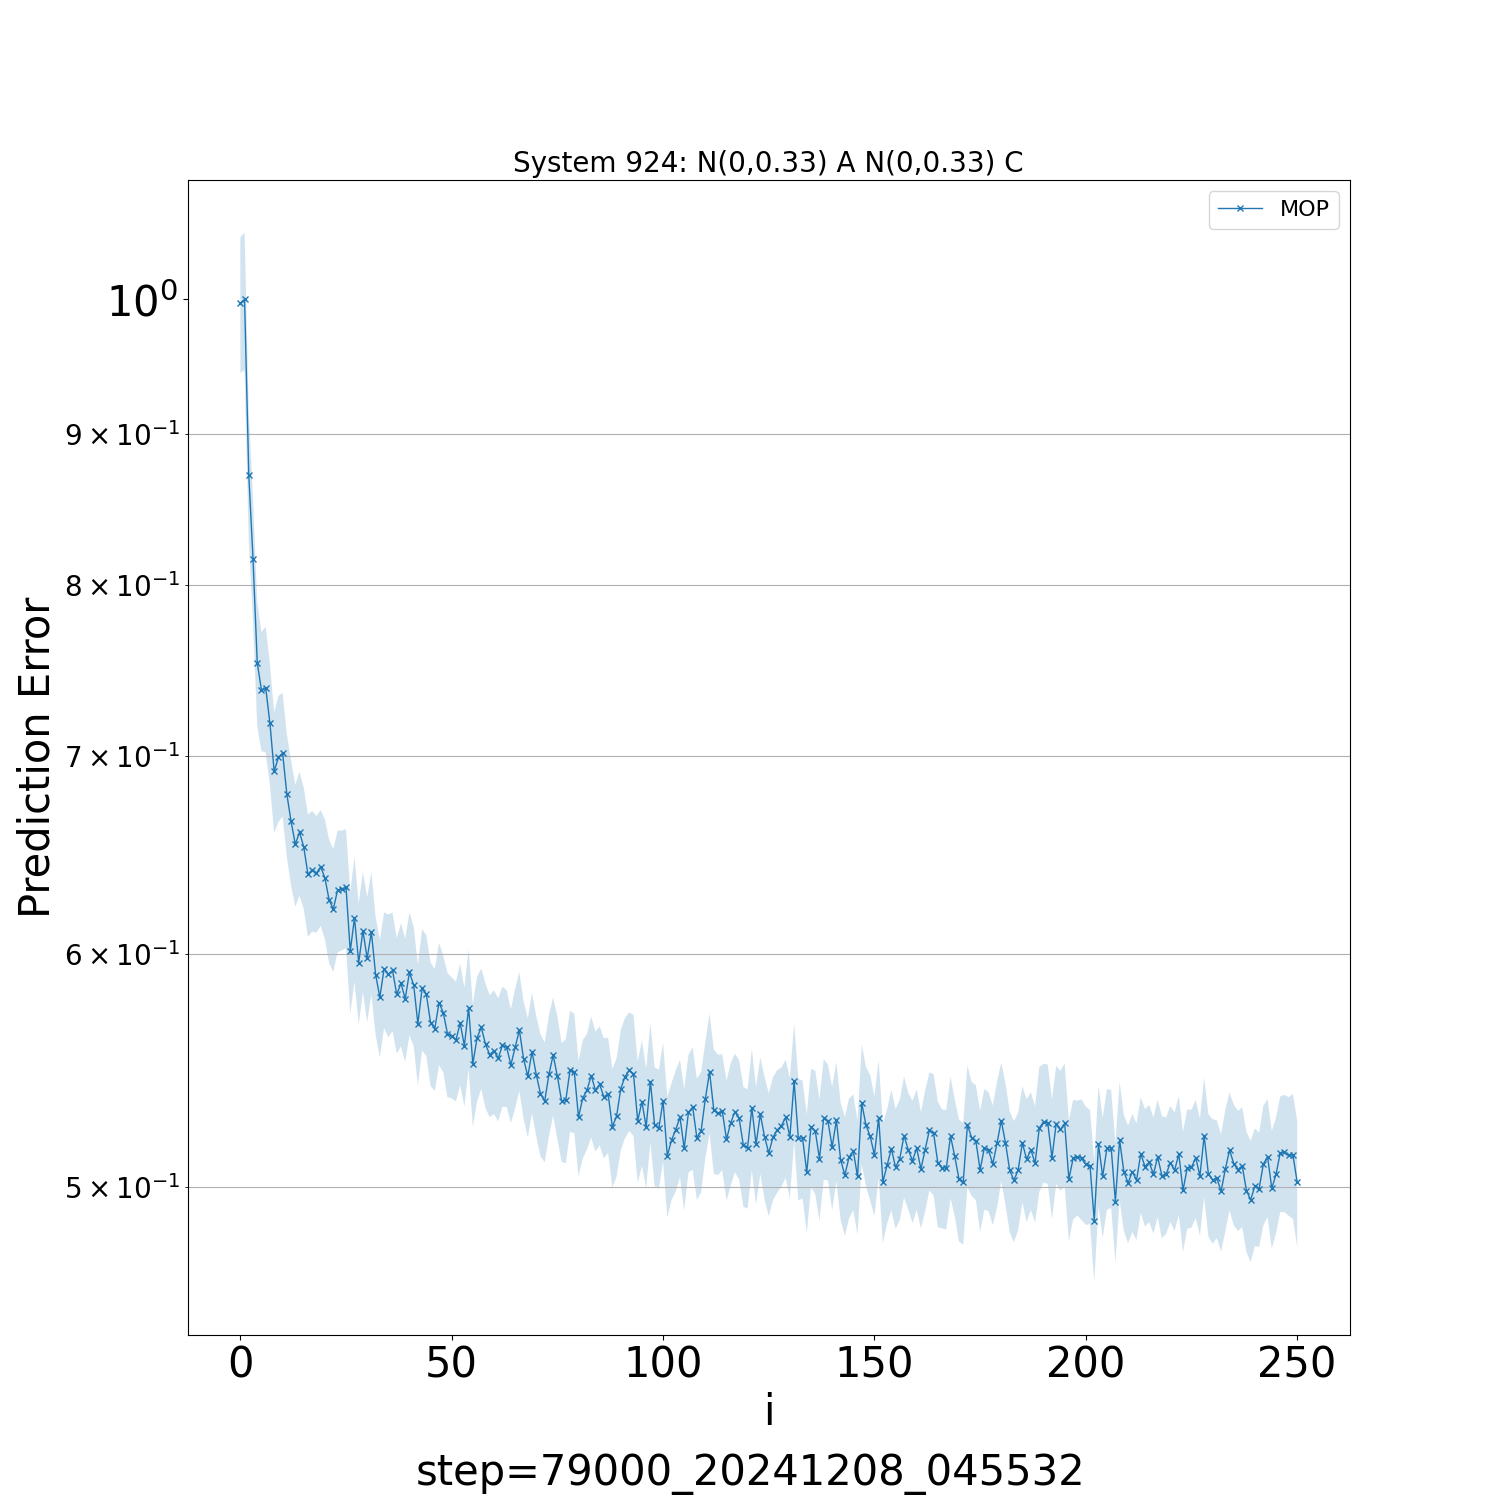 System 924: N(0,0.33) A N(0,0.33) C
MOP
10⁰
9 × 10⁻¹
8 × 10⁻¹
7 × 10⁻¹
6 × 10⁻¹
5 × 10⁻¹
Prediction Error
0 50 100 150 200 250
i
step=79000_20241208_045532